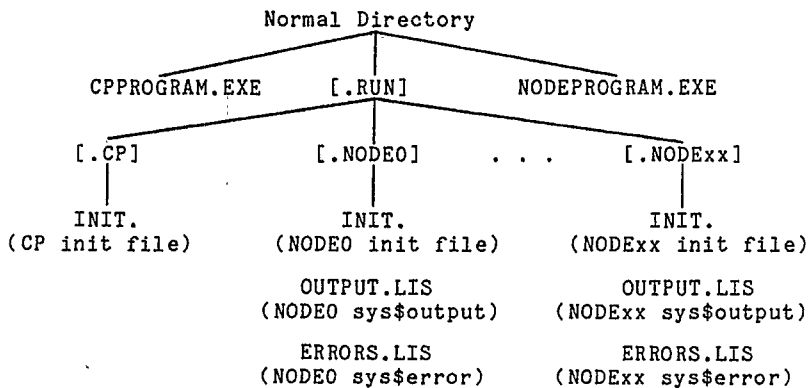 Normal Directory
CPPROGRAM.EXE [.RUN] NODEPROGRAM.EXE
[.CP] [.NODE0] . . . [.NODExx]
INIT. INIT. INIT.
(CP init file) (NODE0 init file) (NODExx init file)
OUTPUT.LIS OUTPUT.LIS
(NODE0 sys$output) (NODExx sys$output)
ERRORS.LIS ERRORS.LIS
(NODE0 sys$error) (NODExx sys$error)